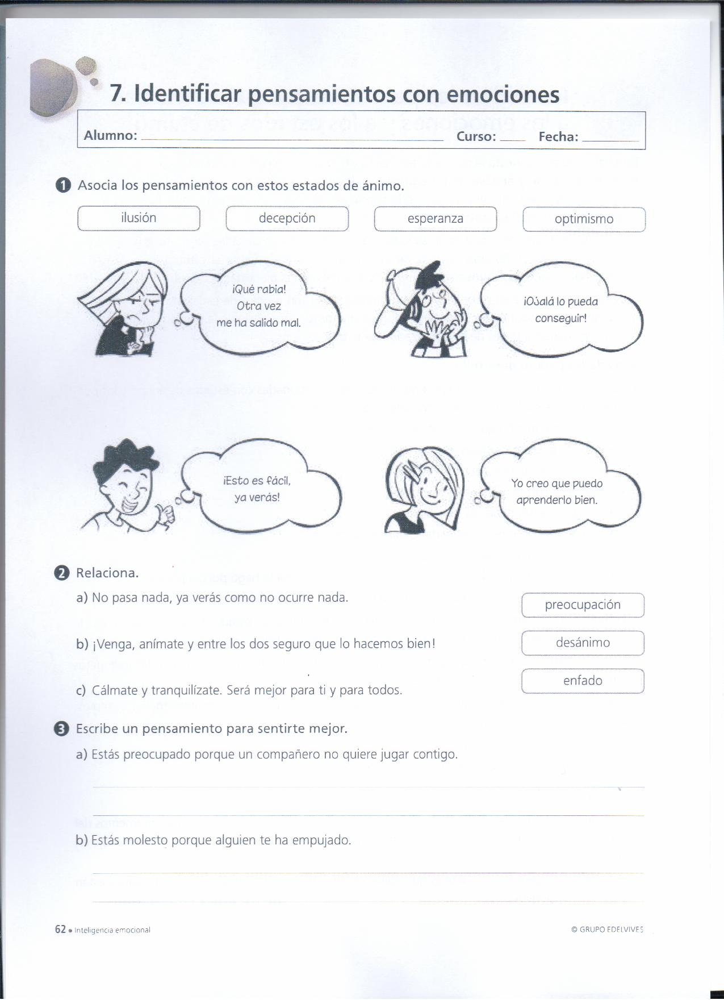 7. Identificar pensamientos con emociones
Alumno: Curso: Fecha:
1 Asocia los pensamientos con estos estados de ánimo.
ilusión decepción esperanza optimismo
¡Qué rabia!
Otra vez
me ha salido mal.
¡Ojalá lo pueda
conseguir!
¡Esto es fácil,
ya verás!
Yo creo que puedo
aprenderlo bien.
2 Relaciona.
a) No pasa nada, ya verás como no ocurre nada.
preocupación
b) ¡Venga, anímate y entre los dos seguro que lo hacemos bien!
desánimo
c) Cálmate y tranquilízate. Será mejor para ti y para todos.
enfado
3 Escribe un pensamiento para sentirte mejor.
a) Estás preocupado porque un compañero no quiere jugar contigo.
b) Estás molesto porque alguien te ha empujado.
62 • Inteligencia emocional
© GRUPO EDELVIVES